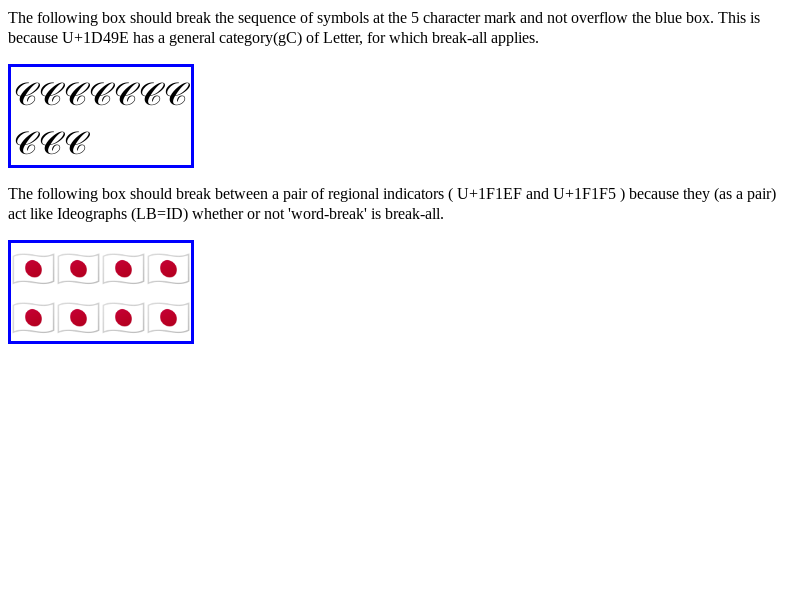 The following box should break the sequence of symbols at the 5 character mark and not overflow the blue box. This is
because U+1D49E has a general category(gC) of Letter, for which break-all applies.
𝒞𝒞𝒞𝒞𝒞𝒞𝒞
𝒞𝒞𝒞
The following box should break between a pair of regional indicators ( U+1F1EF and U+1F1F5 ) because they (as a pair)
act like Ideographs (LB=ID) whether or not 'word-break' is break-all.
🇯🇵🇯🇵🇯🇵🇯🇵
🇯🇵🇯🇵🇯🇵🇯🇵